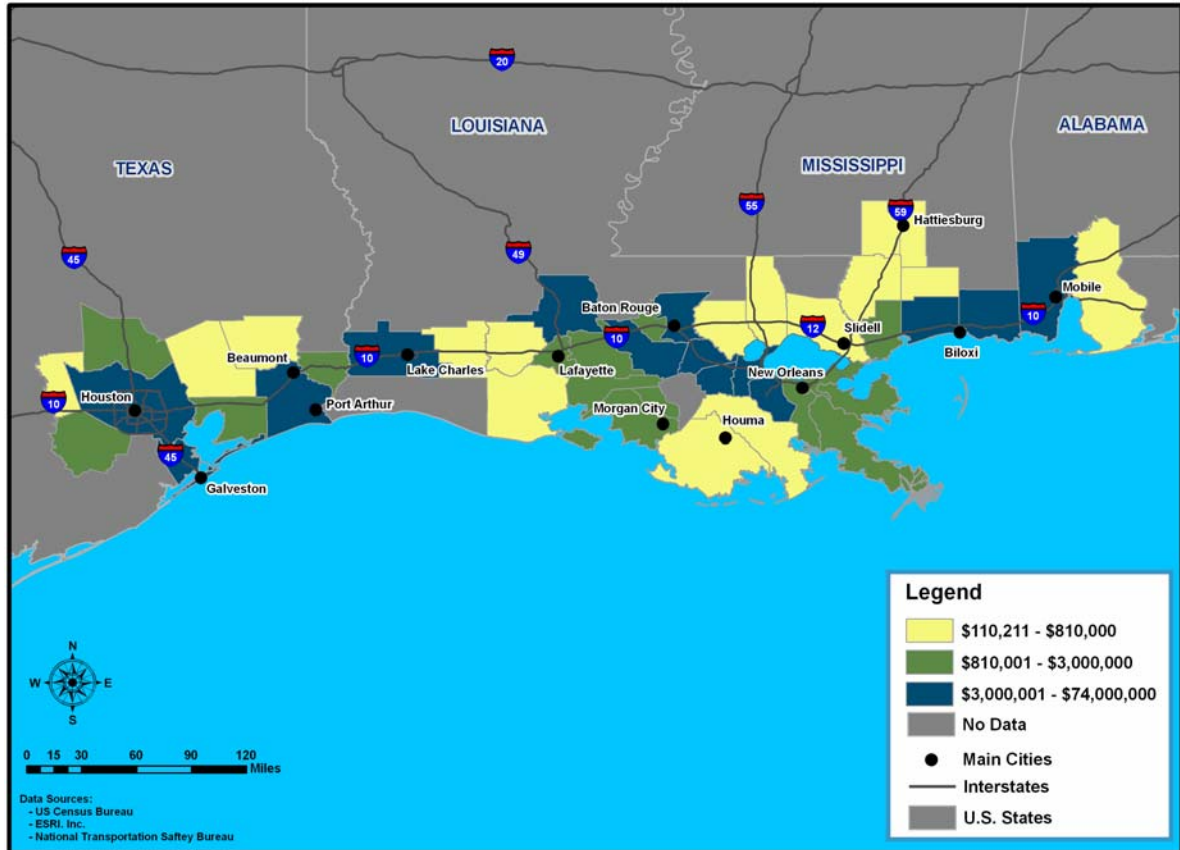 20
LOUISIANA
ALABAMA
TEXAS
MISSISSIPPI
55
59
Hattiesburg
45
49
Mobile
Baton Rouge
10
12
Slidell
10
Beaumont
10
Biloxi
Lake Charles
Lafayette
New Orleans
Houston
10
Port Arthur
Morgan City
Houma
45
Galveston
Legend
$110,211 - $810,000
$810,001 - $3,000,000
$3,000,001 - $74,000,000
No Data
Main Cities
Interstates
U.S. States
N
W E
S
0 15 30 60 90 120
Miles
Data Sources:
- US Census Bureau
- ESRI. Inc.
- National Transportation Saftey Bureau